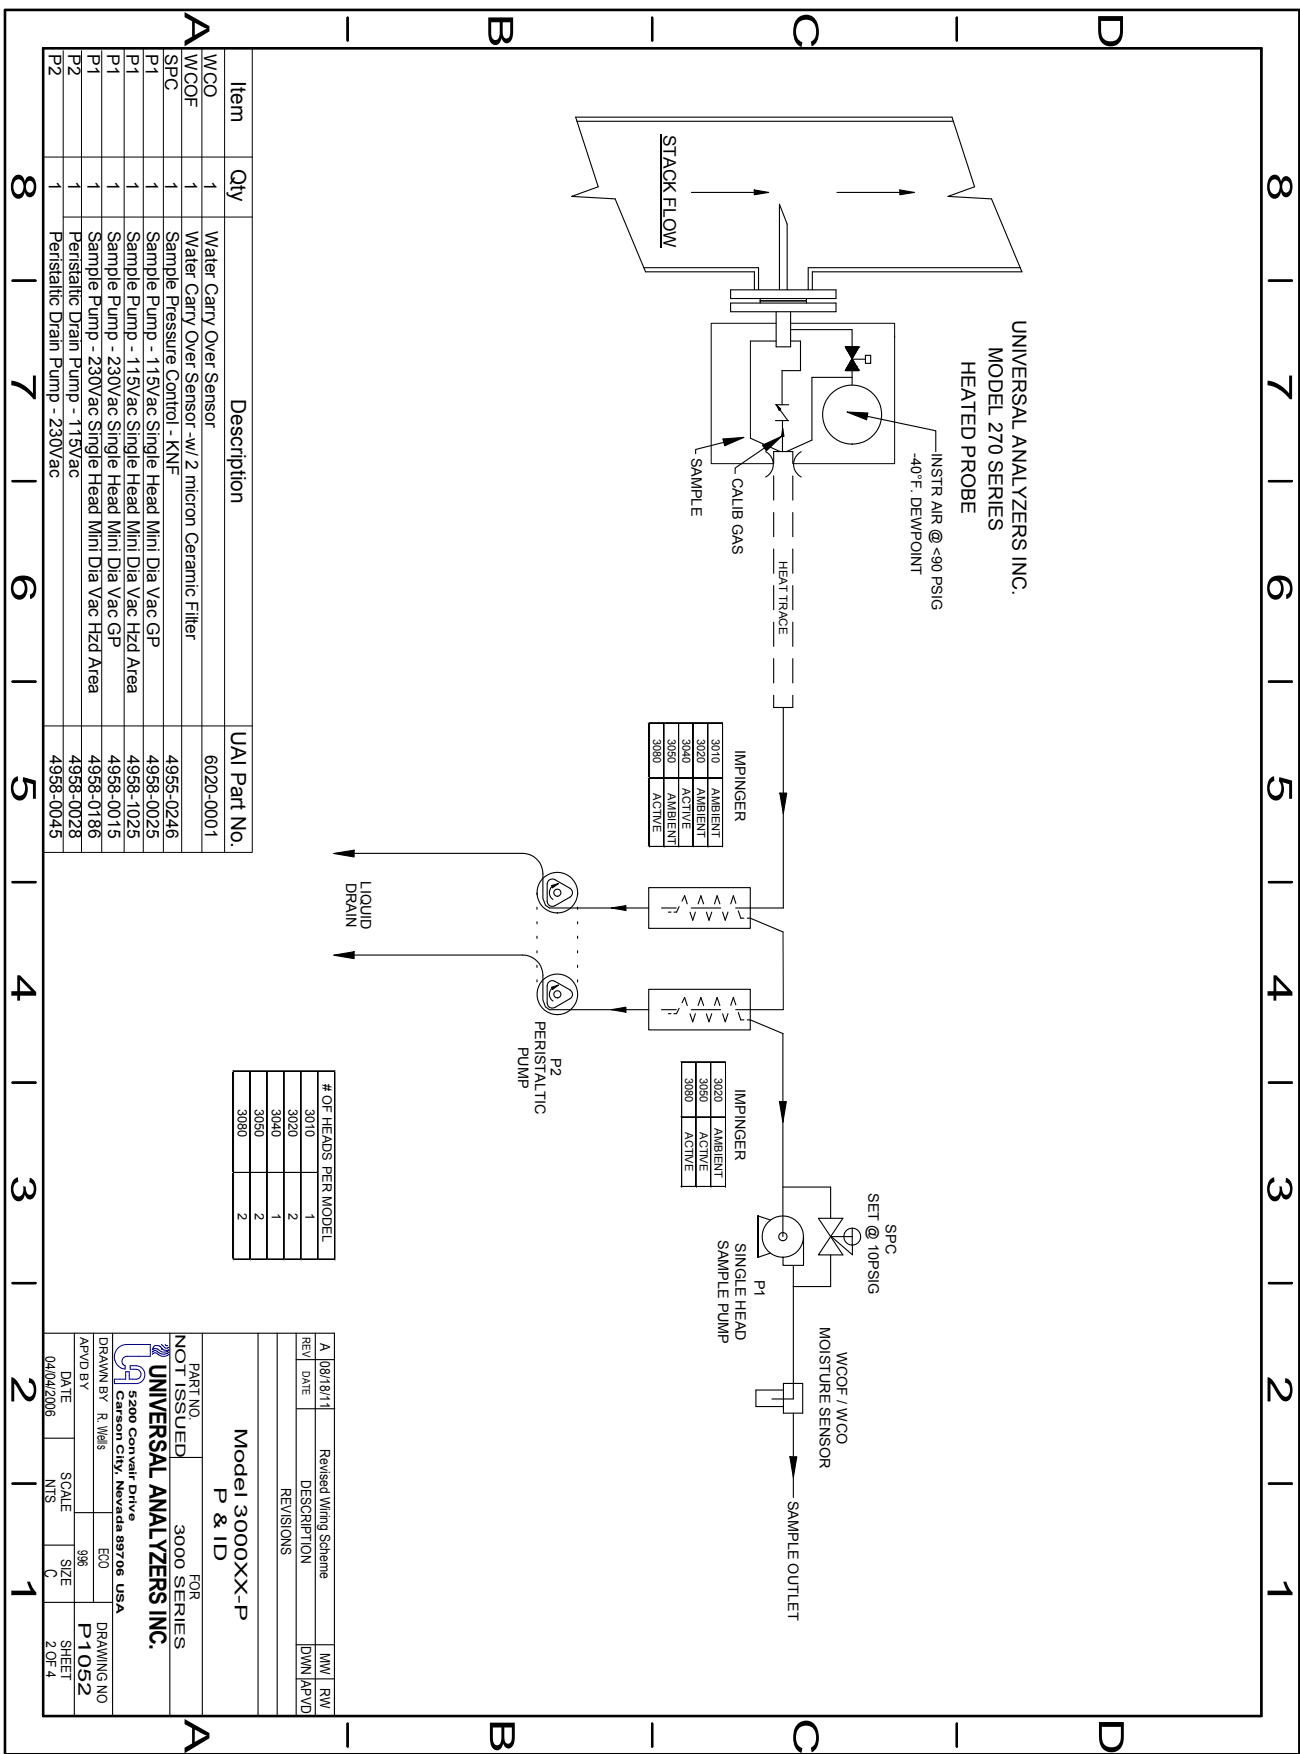 8 7 6 5 4 3 2 1
D
C
B
A
UNIVERSAL ANALYZERS INC.
MODEL 270 SERIES
HEATED PROBE
INSTR AIR @ <90 PSIG
-40°F. DEWPOINT
STACK FLOW
CALIB GAS
SAMPLE
HEAT TRACE
IMPINGER
3010 AMBIENT
3020 AMBIENT
3040 ACTIVE
3050 AMBIENT
3080 ACTIVE
LIQUID
DRAIN
P2
PERISTALTIC
PUMP
IMPINGER
3020 AMBIENT
3050 ACTIVE
3080 ACTIVE
SPC
SET @ 10PSIG
P1
SINGLE HEAD
SAMPLE PUMP
WCOF / WCO
MOISTURE SENSOR
SAMPLE OUTLET
# OF HEADS PER MODEL
3010 1
3020 2
3040 1
3050 2
3080 2
Item Qty Description UAI Part No.
WCO 1 Water Carry Over Sensor 6020-0001
WCOF 1 Water Carry Over Sensor -w/ 2 micron Ceramic Filter
SPC 1 Sample Pressure Control - KNF 4955-0246
P1 1 Sample Pump - 115Vac Single Head Mini Dia Vac GP 4958-0025
P1 1 Sample Pump - 115Vac Single Head Mini Dia Vac Hzd Area 4958-1025
P1 1 Sample Pump - 230Vac Single Head Mini Dia Vac GP 4958-0015
P1 1 Sample Pump - 230Vac Single Head Mini Dia Vac Hzd Area 4958-0186
P2 1 Peristaltic Drain Pump - 115Vac 4958-0028
P2 1 Peristaltic Drain Pump - 230Vac 4958-0045
A 08/18/11 Revised Wiring Scheme MW RW
REV DATE DESCRIPTION DWN APVD
REVISIONS
Model 3000XX-P
P & ID
PART NO. FOR
NOT ISSUED 3000 SERIES
UNIVERSAL ANALYZERS INC.
5200 Convair Drive
Carson City, Nevada 89706 USA
DRAWN BY R. Wells ECO DRAWING NO
APVD BY 996 P1052
DATE SCALE SIZE SHEET
04/04/2006 NTS C 2 OF 4
D
C
B
A
8 7 6 5 4 3 2 1